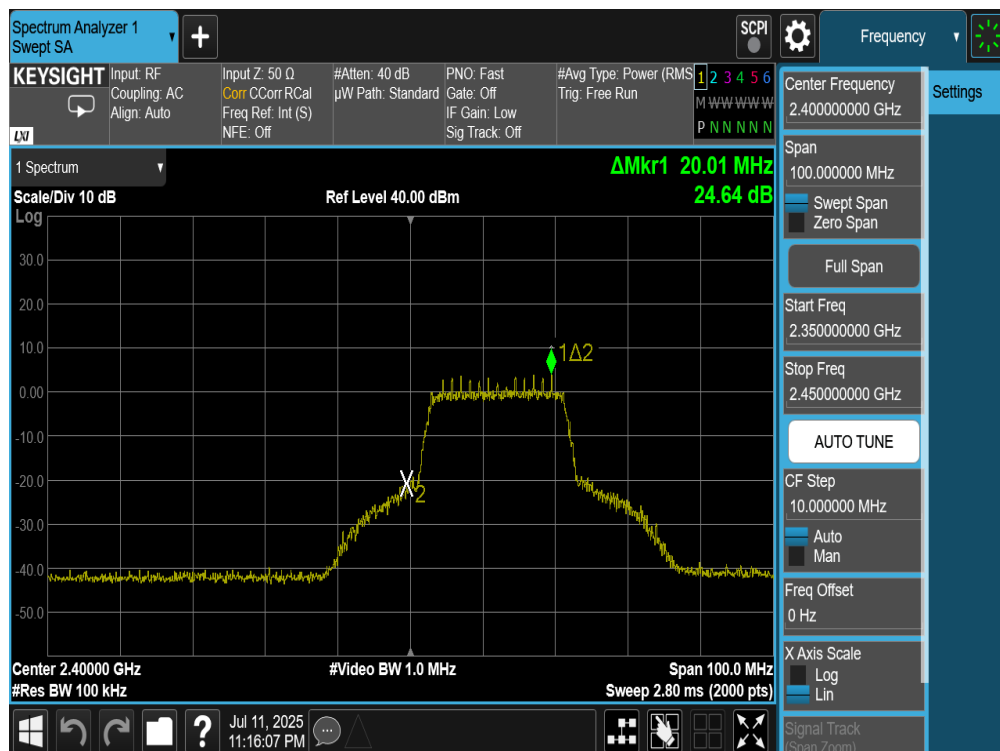 Spectrum Analyzer 1
Swept SA
+
SCPI
Frequency
KEYSIGHT
LXI
Input: RF
Coupling: AC
Align: Auto
Input Z: 50 Ω
Corr CCorr RCal
Freq Ref: Int (S)
NFE: Off
#Atten: 40 dB
µW Path: Standard
PNO: Fast
Gate: Off
IF Gain: Low
Sig Track: Off
#Avg Type: Power (RMS
Trig: Free Run
1 2 3 4 5 6
M W W W W W
P N N N N N
1 Spectrum
Scale/Div 10 dB
Log
Ref Level 40.00 dBm
ΔMkr1 20.01 MHz
24.64 dB
30.0
20.0
10.0
0.00
-10.0
-20.0
-30.0
-40.0
-50.0
1Δ2
X
2
Center 2.40000 GHz
#Res BW 100 kHz
#Video BW 1.0 MHz
Span 100.0 MHz
Sweep 2.80 ms (2000 pts)
Center Frequency
2.400000000 GHz
Span
100.000000 MHz
Swept Span
Zero Span
Full Span
Start Freq
2.350000000 GHz
Stop Freq
2.450000000 GHz
AUTO TUNE
CF Step
10.000000 MHz
Auto
Man
Freq Offset
0 Hz
X Axis Scale
Log
Lin
Signal Track
(Span Zoom)
Settings
?
Jul 11, 2025
11:16:07 PM